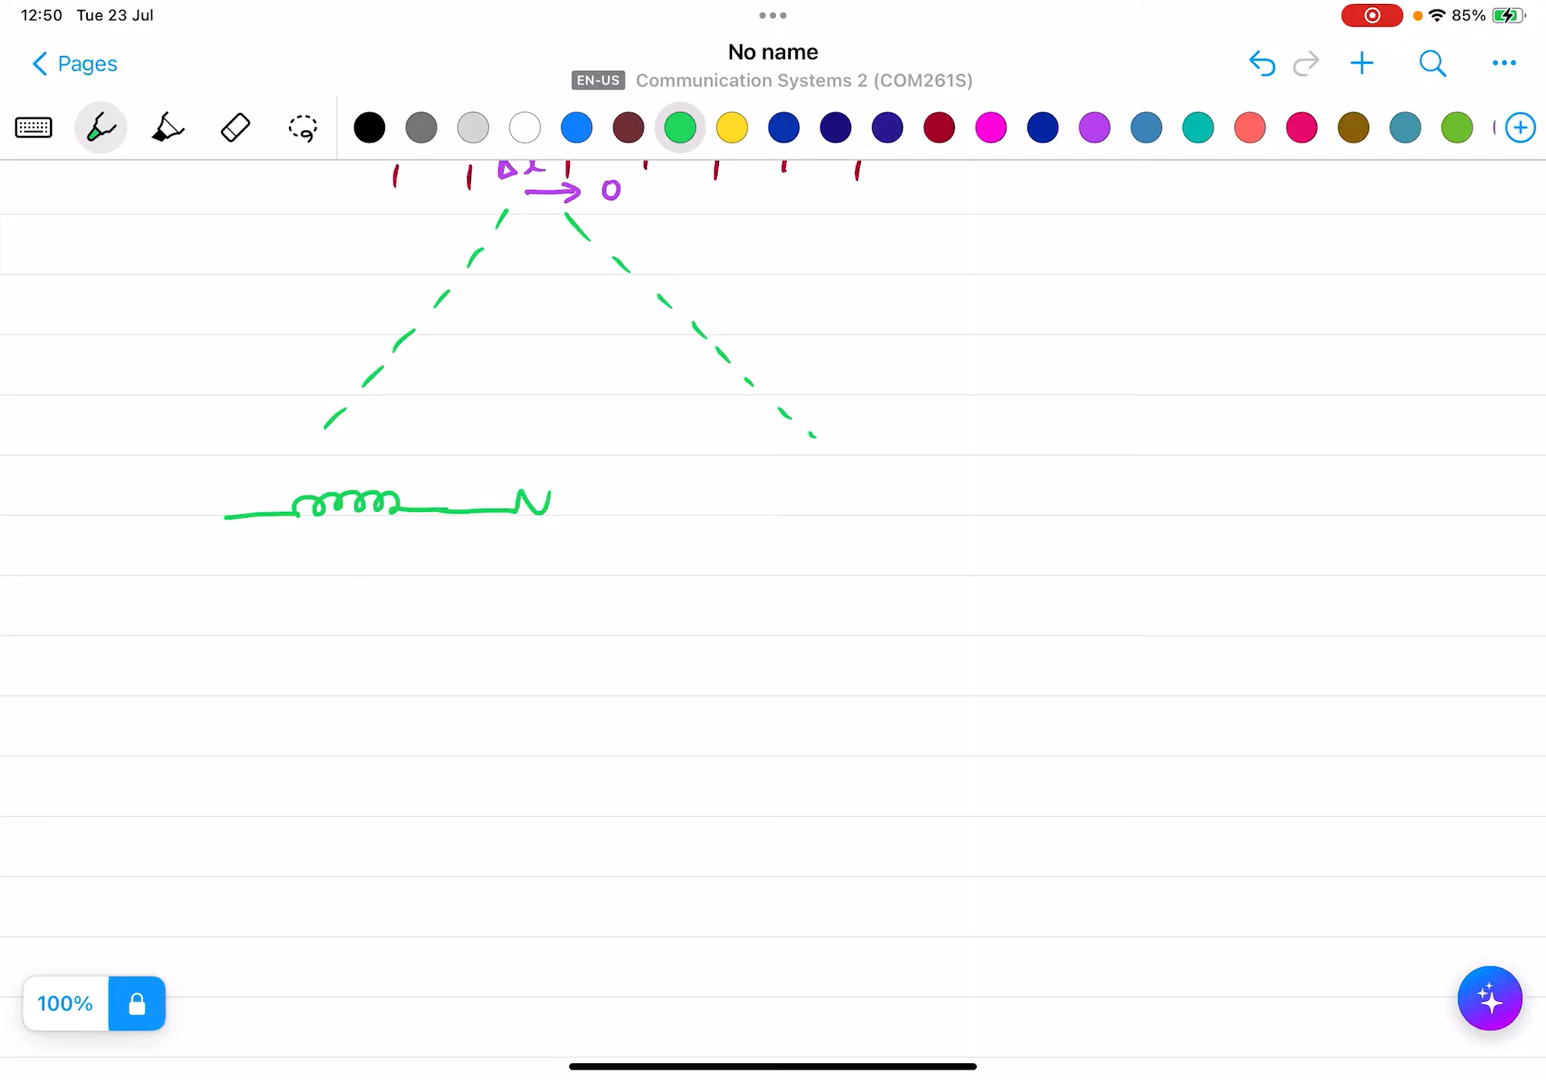 12:50 Tue 23 Jul
85%
Pages
No name
EN-US Communication Systems 2 (COM261S)
→ 0
100%